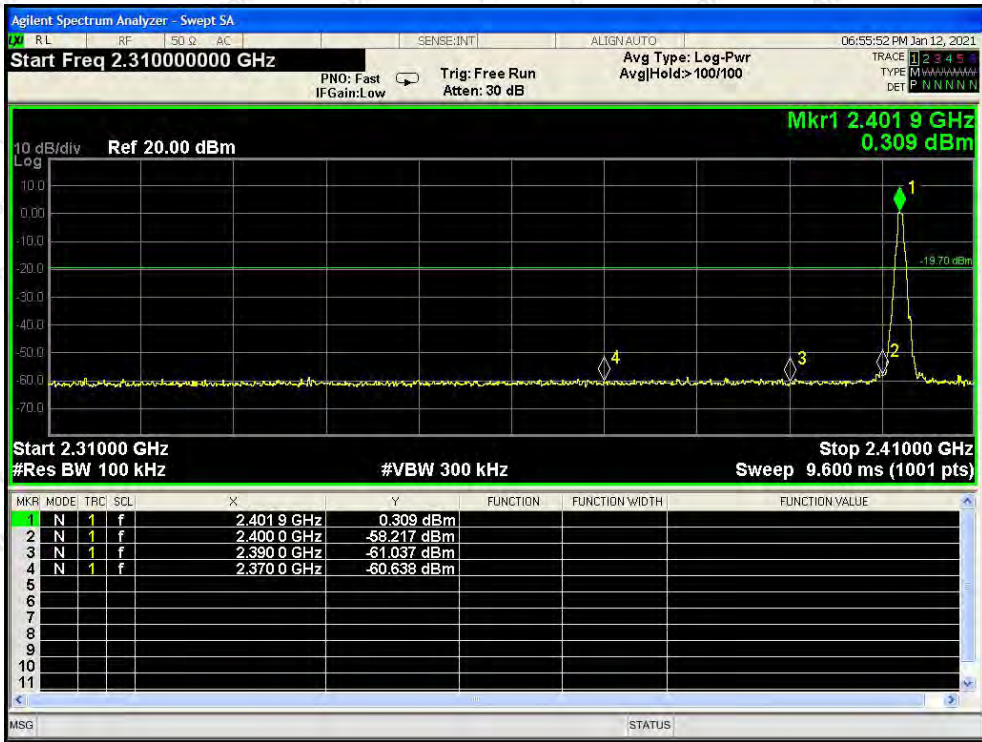 Agilent Spectrum Analyzer - Swept SA
LXI RL RF 50 Ω AC SENSE:INT ALIGN AUTO 06:55:52 PM Jan 12, 2021
Start Freq 2.310000000 GHz
PNO: Fast
IFGain:Low
Trig: Free Run
Atten: 30 dB
Avg Type: Log-Pwr
Avg|Hold:>100/100
TRACE 1 2 3 4 5 6
TYPE M
DET P N N N N N
Mkr1 2.401 9 GHz
0.309 dBm
10 dB/div Ref 20.00 dBm
Log
1
10.0
0.00
-10.0
-19.70 dBm
-20.0
-30.0
-40.0
-50.0
4 3 2
-60.0
-70.0
Start 2.31000 GHz Stop 2.41000 GHz
#Res BW 100 kHz #VBW 300 kHz Sweep 9.600 ms (1001 pts)
MKR MODE TRC SCL X Y FUNCTION FUNCTION WIDTH FUNCTION VALUE
1 N 1 f 2.401 9 GHz 0.309 dBm
2 N 1 f 2.400 0 GHz -58.217 dBm
3 N 1 f 2.390 0 GHz -61.037 dBm
4 N 1 f 2.370 0 GHz -60.638 dBm
5
6
7
8
9
10
11
MSG STATUS